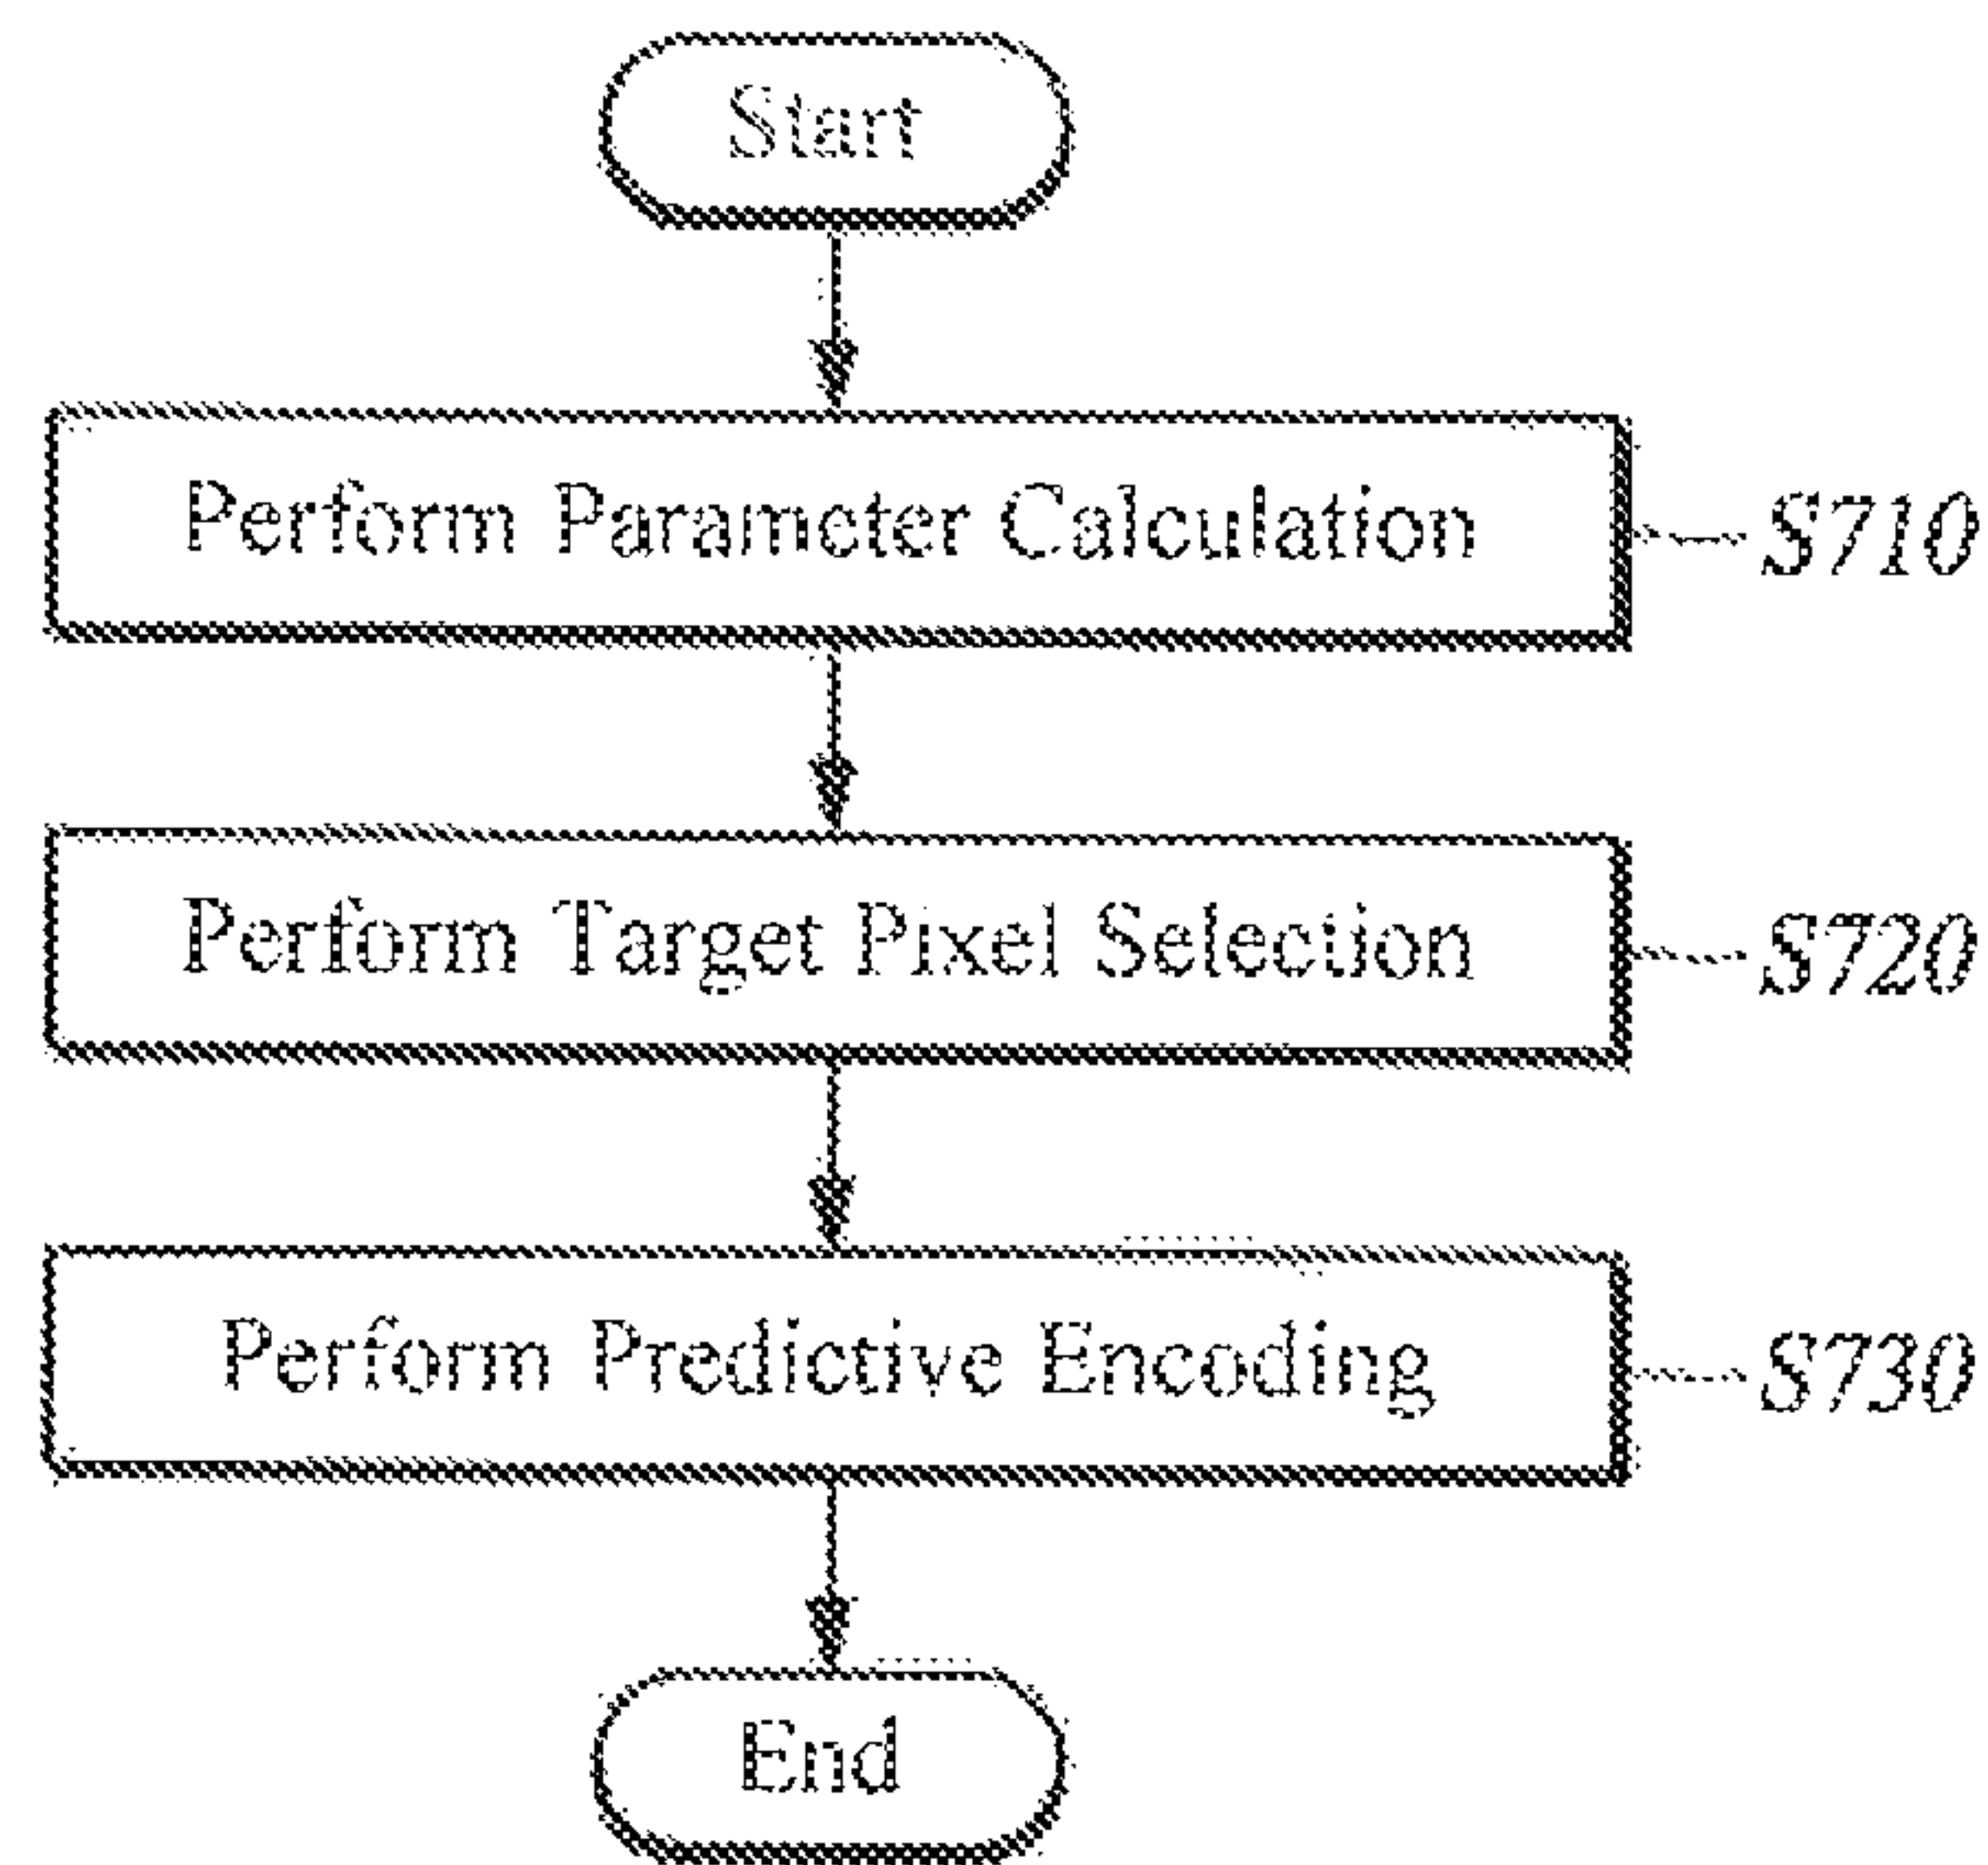 Start
Perform Parameter Calculation
S710
Perform Target Pixel Selection
S720
Perform Predictive Encoding
S730
End